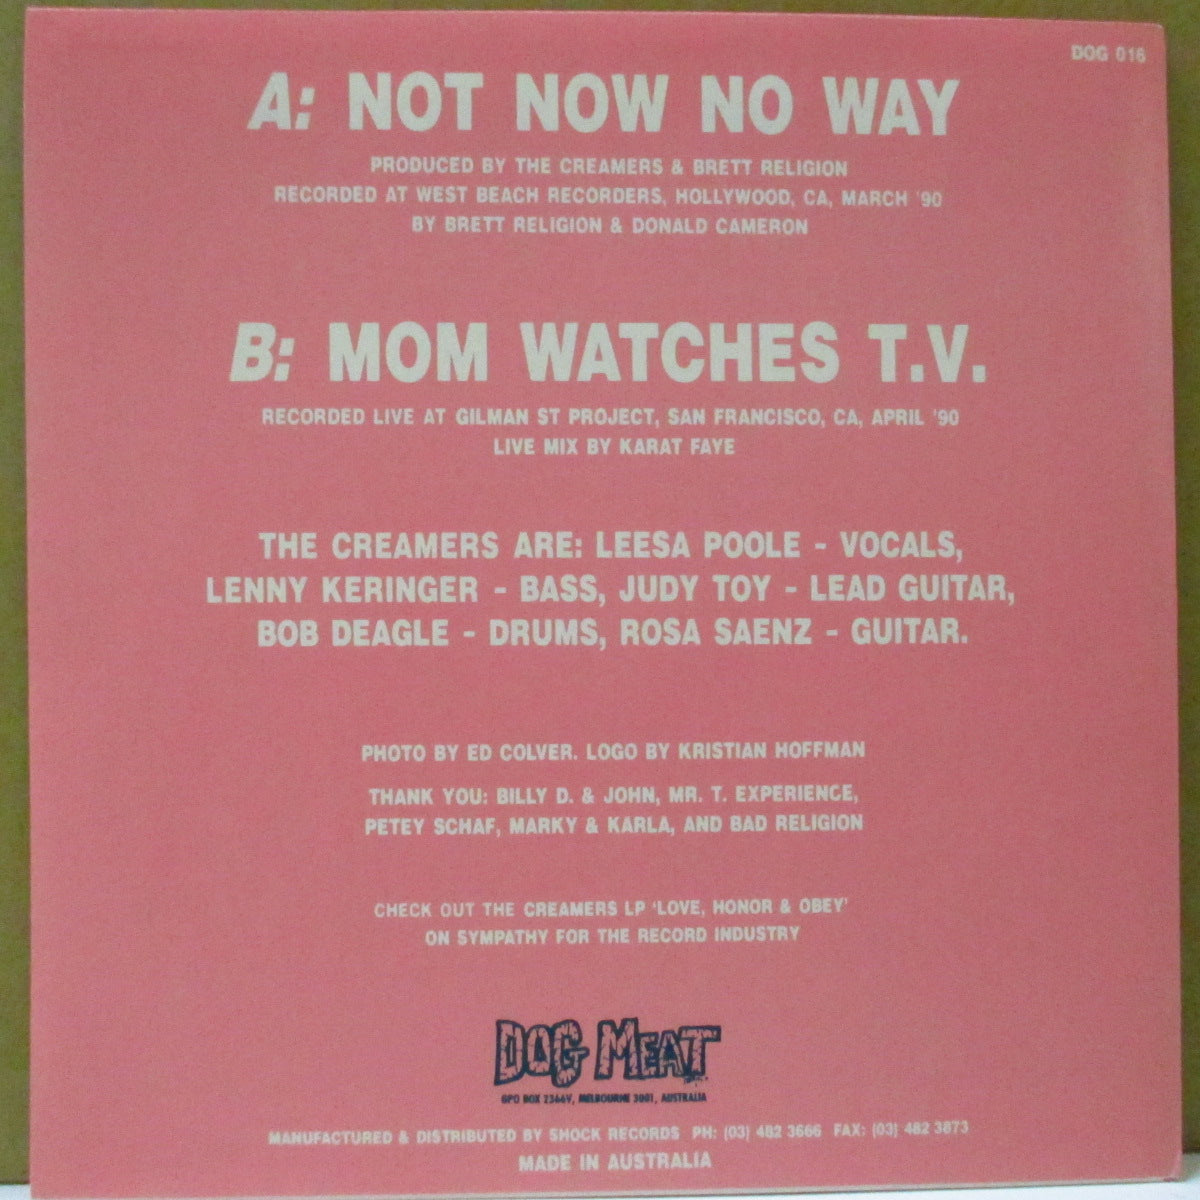 DOG 016
A: NOT NOW NO WAY
PRODUCED BY THE CREAMERS & BRETT RELIGION
RECORDED AT WEST BEACH RECORDERS, HOLLYWOOD, CA, MARCH '90
BY BRETT RELIGION & DONALD CAMERON
B: MOM WATCHES T.V.
RECORDED LIVE AT GILMAN ST PROJECT, SAN FRANCISCO, CA, APRIL '90
LIVE MIX BY KARAT FAYE
THE CREAMERS ARE: LEESA POOLE - VOCALS,
LENNY KERINGER - BASS, JUDY TOY - LEAD GUITAR,
BOB DEAGLE - DRUMS, ROSA SAENZ - GUITAR.
PHOTO BY ED COLVER. LOGO BY KRISTIAN HOFFMAN
THANK YOU: BILLY D. & JOHN, MR. T. EXPERIENCE,
PETEY SCHAF, MARKY & KARLA, AND BAD RELIGION
CHECK OUT THE CREAMERS LP 'LOVE, HONOR & OBEY'
ON SYMPATHY FOR THE RECORD INDUSTRY
DOG MEAT
GPO BOX 2366V, MELBOURNE 3001, AUSTRALIA
MANUFACTURED & DISTRIBUTED BY SHOCK RECORDS PH: (03) 482 3666 FAX: (03) 482 3873
MADE IN AUSTRALIA